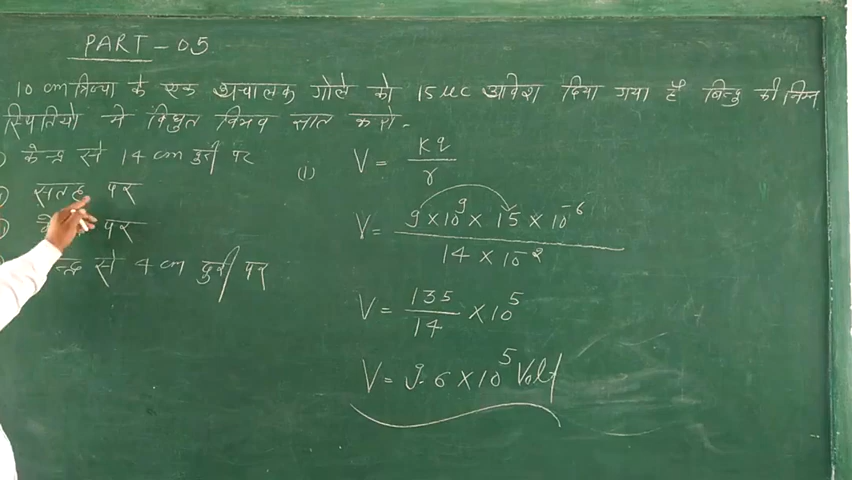 PART - 05
10 cm त्रिज्या के एक अचालक गोले को 15 μc आवेश दिया गया है बिन्दु की निम्न
स्थितियो मे विधुत विभव ज्ञात करो.
केन्द्र से 14 cm दुरी पर
सतह पर
पर
से 4 cm दुरी पर
(i) V = Kq / r
V = 9 × 10⁹ × 15 × 10⁻⁶ / 14 × 10⁻²
V = 135 / 14 × 10⁵
V = 9.6 × 10⁵ Volt